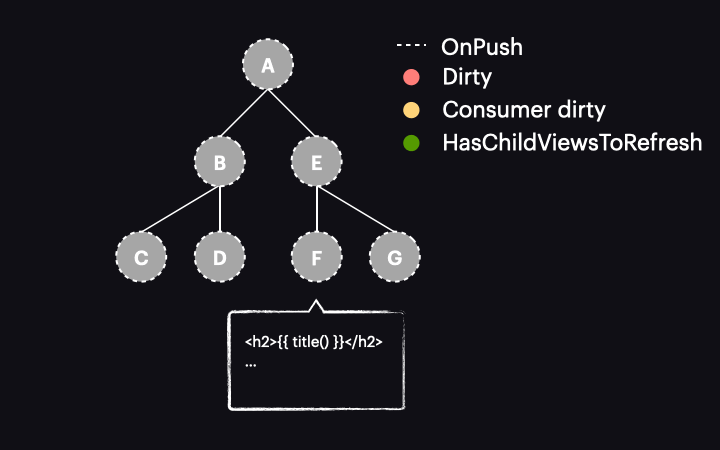 OnPush
A
Dirty
Consumer dirty
HasChildViewsToRefresh
B E
C D F G
<h2>{{ title() }}</h2>
...